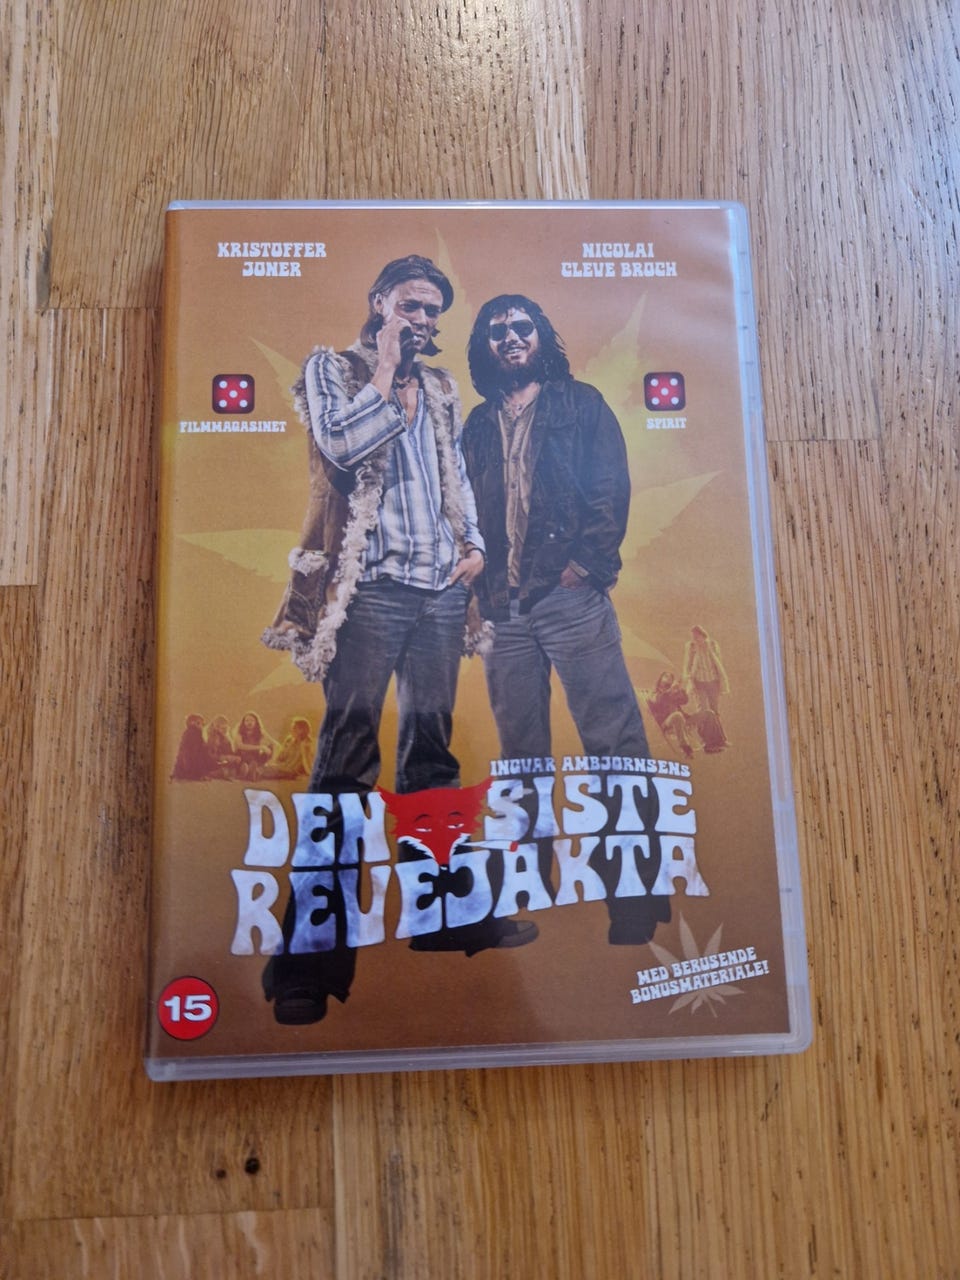 KRISTOFFER
JONER
NICOLAI
CLEVE BROCH
FILMMAGASINET
SPIRIT
INGVAR AMBJØRNSENS
DEN SISTE
REVEJAKTA
MED BERUSENDE
BONUSMATERIALE!
15